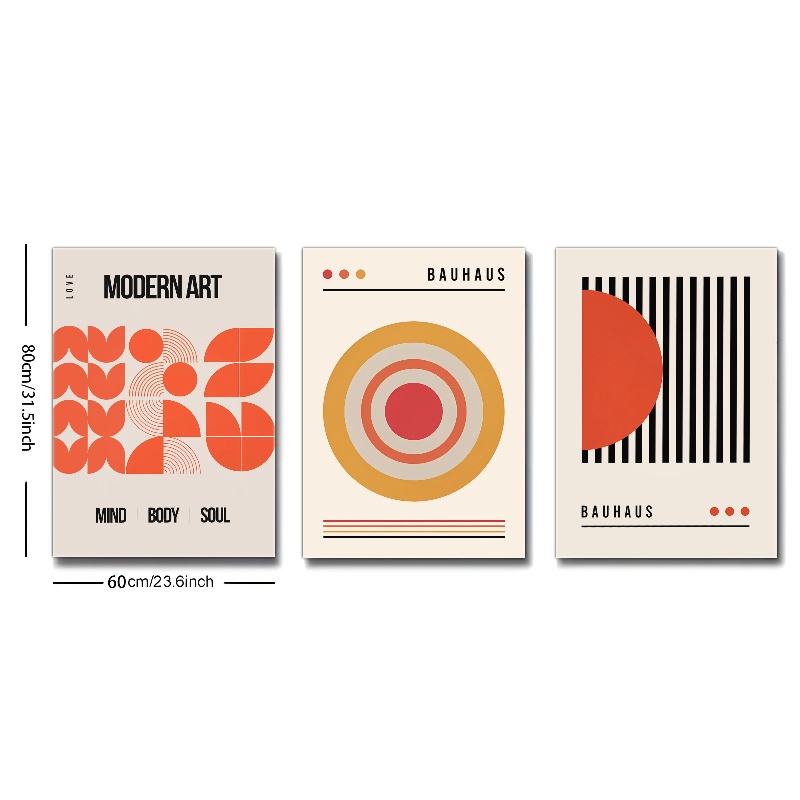 LOVE
MODERN ART
MIND BODY SOUL
BAUHAUS
BAUHAUS
80cm/31.5inch
60cm/23.6inch